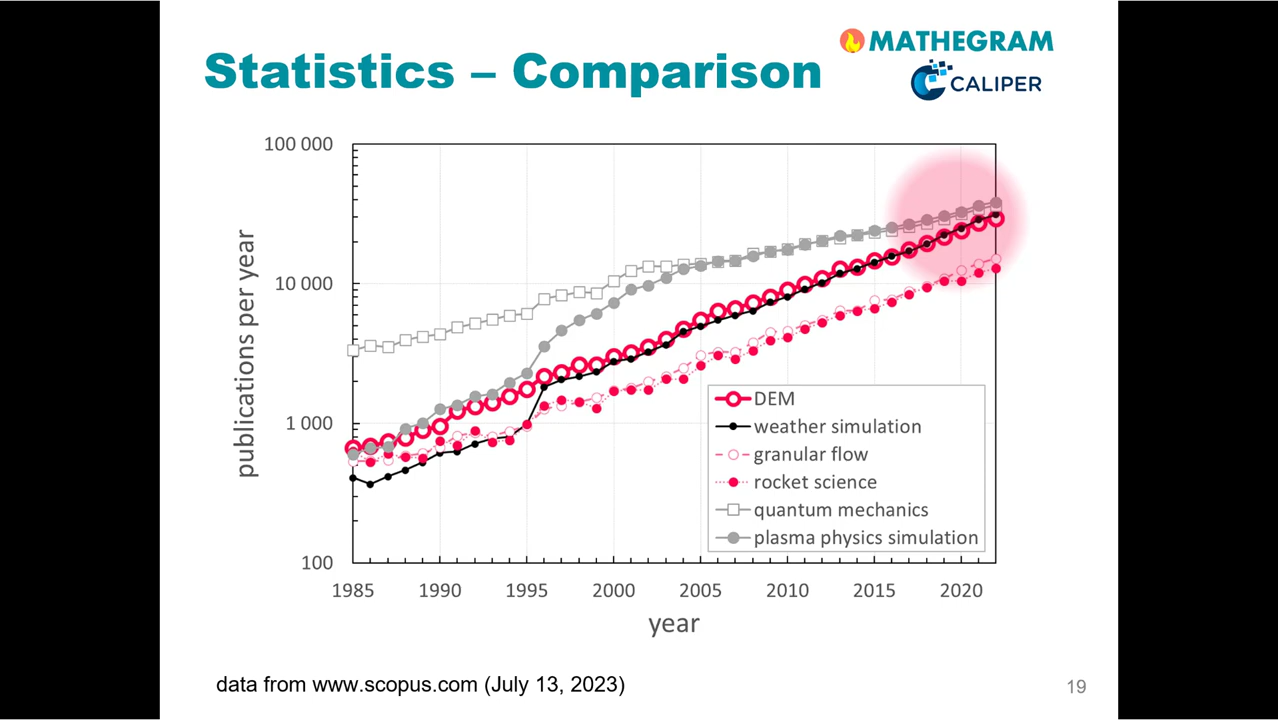 MATHEGRAM
Statistics – Comparison
CALIPER
100 000
10 000
1 000
100
publications per year
DEM
weather simulation
granular flow
rocket science
quantum mechanics
plasma physics simulation
1985 1990 1995 2000 2005 2010 2015 2020
year
data from www.scopus.com (July 13, 2023)
19